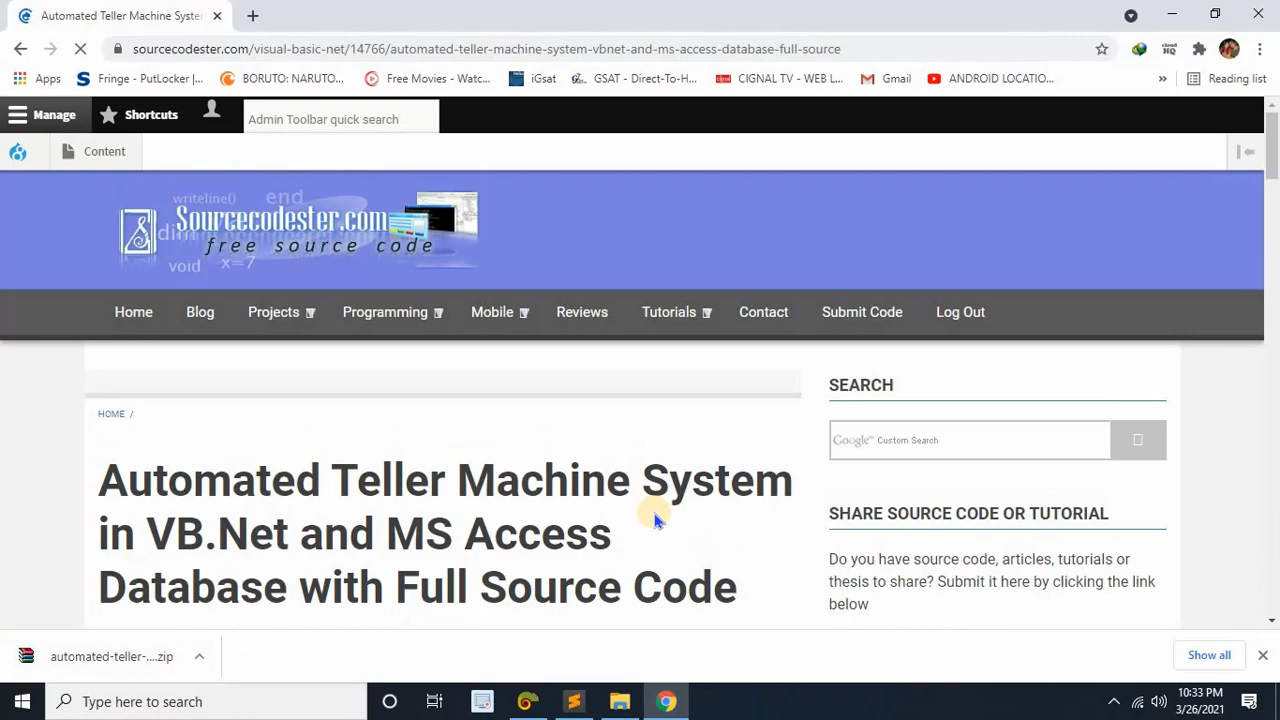 Automated Teller Machine Syste
sourcecodester.com/visual-basic-net/14766/automated-teller-machine-system-vbnet-and-ms-access-database-full-source
cloud
HQ
Apps
Fringe - PutLocker |...
BORUTO: NARUTO...
Free Movies - Watc...
iGsat
GSAT - Direct-To-H...
CIGNAL TV - WEB L...
Gmail
ANDROID LOCATIO...
»
Reading list
Manage
Shortcuts
Admin Toolbar quick search
Content
writeline() end
Sourcecodester.com
dim
free source code
void x=7
Home
Blog
Projects
Programming
Mobile
Reviews
Tutorials
Contact
Submit Code
Log Out
HOME /
Automated Teller Machine System
in VB.Net and MS Access
Database with Full Source Code
SEARCH
Google™ Custom Search
SHARE SOURCE CODE OR TUTORIAL
Do you have source code, articles, tutorials or
thesis to share? Submit it here by clicking the link
below
automated-teller-....zip
Show all
Type here to search
10:33 PM
3/26/2021